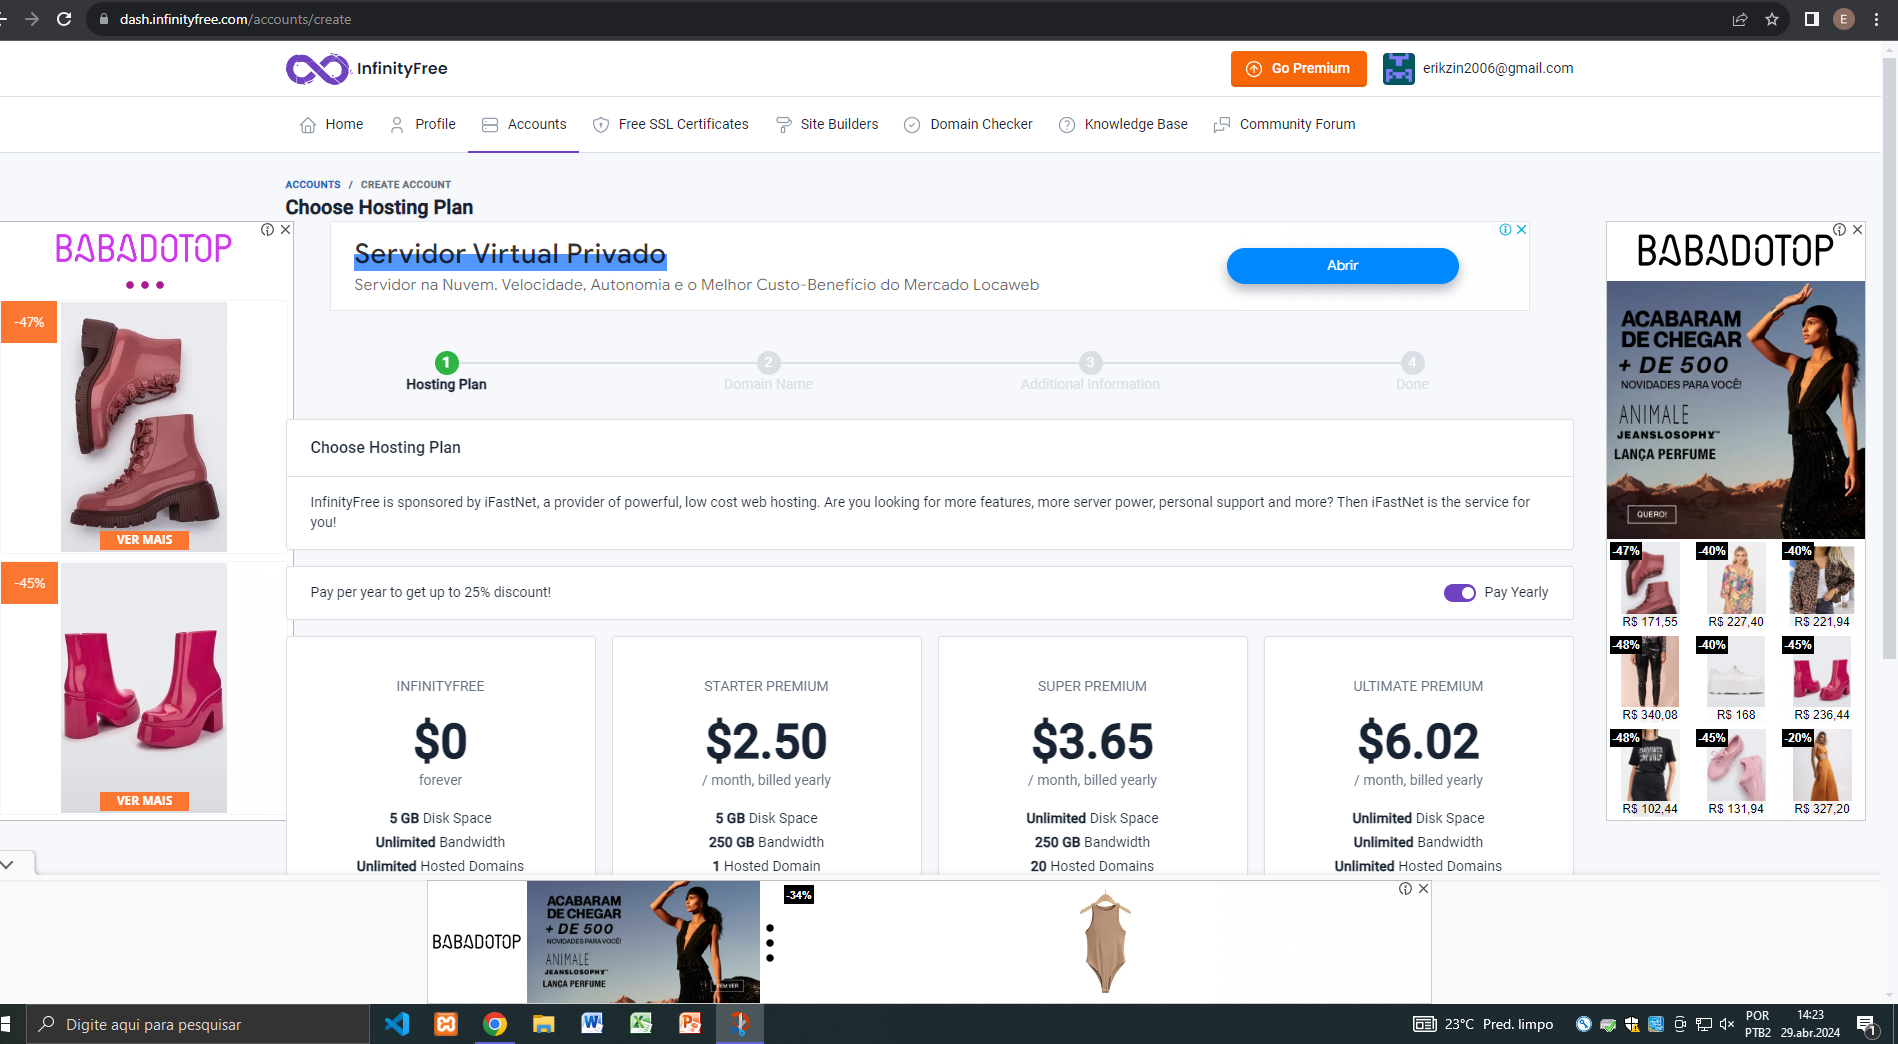 dash.infinityfree.com/accounts/create
E
InfinityFree
Go Premium
erikzin2006@gmail.com
Home
Profile
Accounts
Free SSL Certificates
Site Builders
Domain Checker
Knowledge Base
Community Forum
ACCOUNTS / CREATE ACCOUNT
Choose Hosting Plan
BABADOTOP
-47%
VER MAIS
-45%
VER MAIS
Servidor Virtual Privado
Servidor na Nuvem. Velocidade, Autonomia e o Melhor Custo-Benefício do Mercado Locaweb
Abrir
1
Hosting Plan
2
Domain Name
3
Additional Information
4
Done
Choose Hosting Plan
InfinityFree is sponsored by iFastNet, a provider of powerful, low cost web hosting. Are you looking for more features, more server power, personal support and more? Then iFastNet is the service for
you!
Pay per year to get up to 25% discount!
Pay Yearly
INFINITYFREE
$0
forever
5 GB Disk Space
Unlimited Bandwidth
Unlimited Hosted Domains
STARTER PREMIUM
$2.50
/ month, billed yearly
5 GB Disk Space
250 GB Bandwidth
1 Hosted Domain
SUPER PREMIUM
$3.65
/ month, billed yearly
Unlimited Disk Space
250 GB Bandwidth
20 Hosted Domains
ULTIMATE PREMIUM
$6.02
/ month, billed yearly
Unlimited Disk Space
Unlimited Bandwidth
Unlimited Hosted Domains
BABADOTOP
ACABARAM
DE CHEGAR
+ DE 500
NOVIDADES PARA VOCÊ!
ANIMALE
JEANSLOSOPHY™
LANÇA PERFUME
QUERO!
-47% -40% -40%
R$ 171,55 R$ 227,40 R$ 221,94
-48% -40% -45%
R$ 340,08 R$ 168 R$ 236,44
-48% -45% -20%
R$ 102,44 R$ 131,94 R$ 327,20
BABADOTOP
ACABARAM
DE CHEGAR
+ DE 500
NOVIDADES PARA VOCÊ!
ANIMALE
JEANSLOSOPHY™
LANÇA PERFUME
VEM VER
-34%
Digite aqui para pesquisar
23°C Pred. limpo
POR
PTB2
14:23
29.abr.2024
1